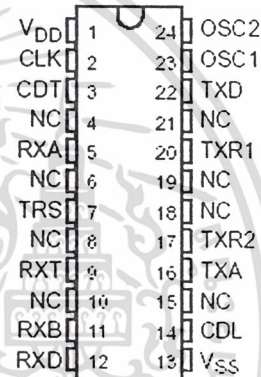 VDD 1 24 OSC2
CLK 2 23 OSC1
CDT 3 22 TXD
NC 4 21 NC
RXA 5 20 TXR1
NC 6 19 NC
TRS 7 18 NC
NC 8 17 TXR2
RXT 9 16 TXA
NC 10 15 NC
RXB 11 14 CDL
RXD 12 13 VSS